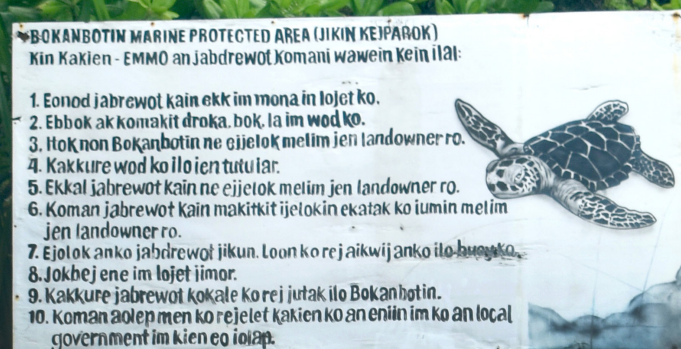 BOKANBOTIN MARINE PROTECTED AREA (JIKIN KEJPAROK)
Kin Kakien - EMMO an jabdrewot Komani wawein Kein ilal:
1. Eonod jabrewot kain ekk im mona in lojet ko.
2. Ebbok ak komakit droka, bok, la im wod ko.
3. Itok non Bokanbotin ne eijelok melim jen landowner ro.
4. Kakkure wod ko ilo ien tutu lar.
5. Ekkal jabrewot kain ne ejjelok melim jen landowner ro.
6. Koman jabrewot kain makitkit ijelokin ekatak ko iumin melim
jen landowner ro.
7. Ejolok anko jabdrewot jikun. Loon ko rej aikwij anko ilo
8. Jokbej ene im lojet jimor.
9. Kakkure jabrewot kokale ko rej jutak ilo Bokanbotin.
10. Koman aolep men ko rejelet kakien ko an eniin im ko an local
government im kien eo iolap.